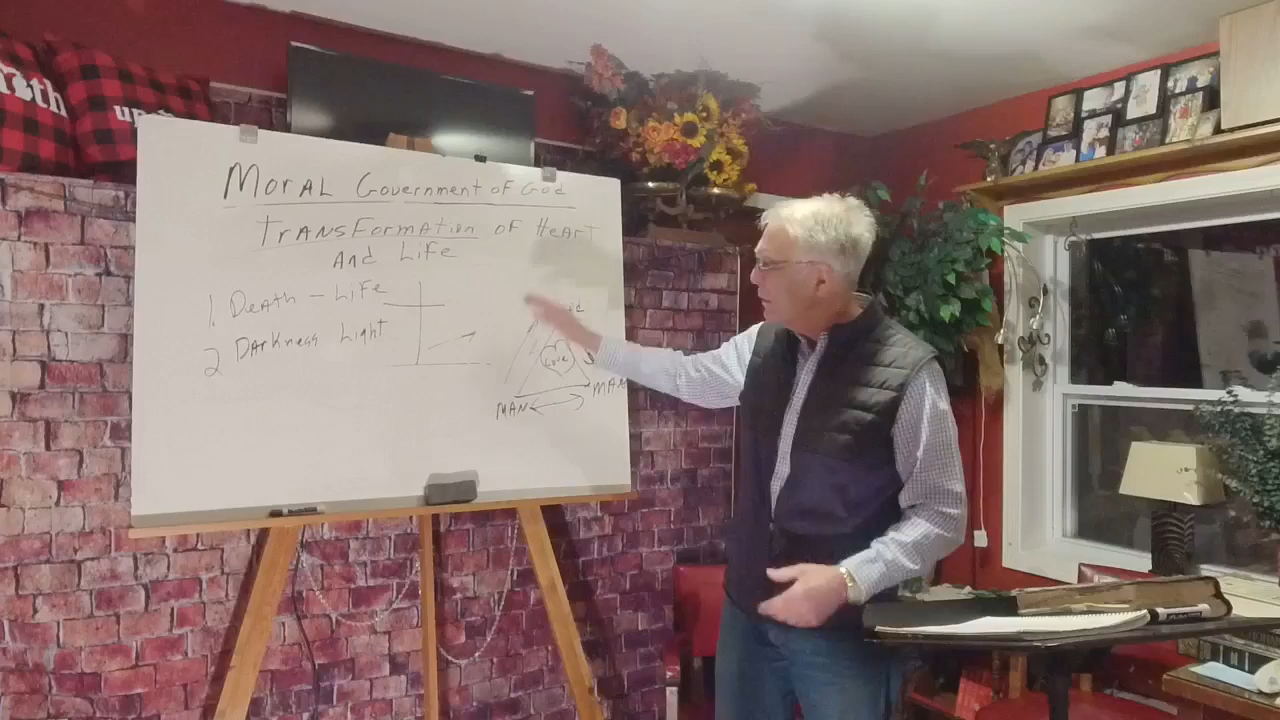 MORAL Government of God
TRANSFORMATION OF HEART
And Life
1. Death - Life
2 DARKNESS Light
Love
MAN
MAN